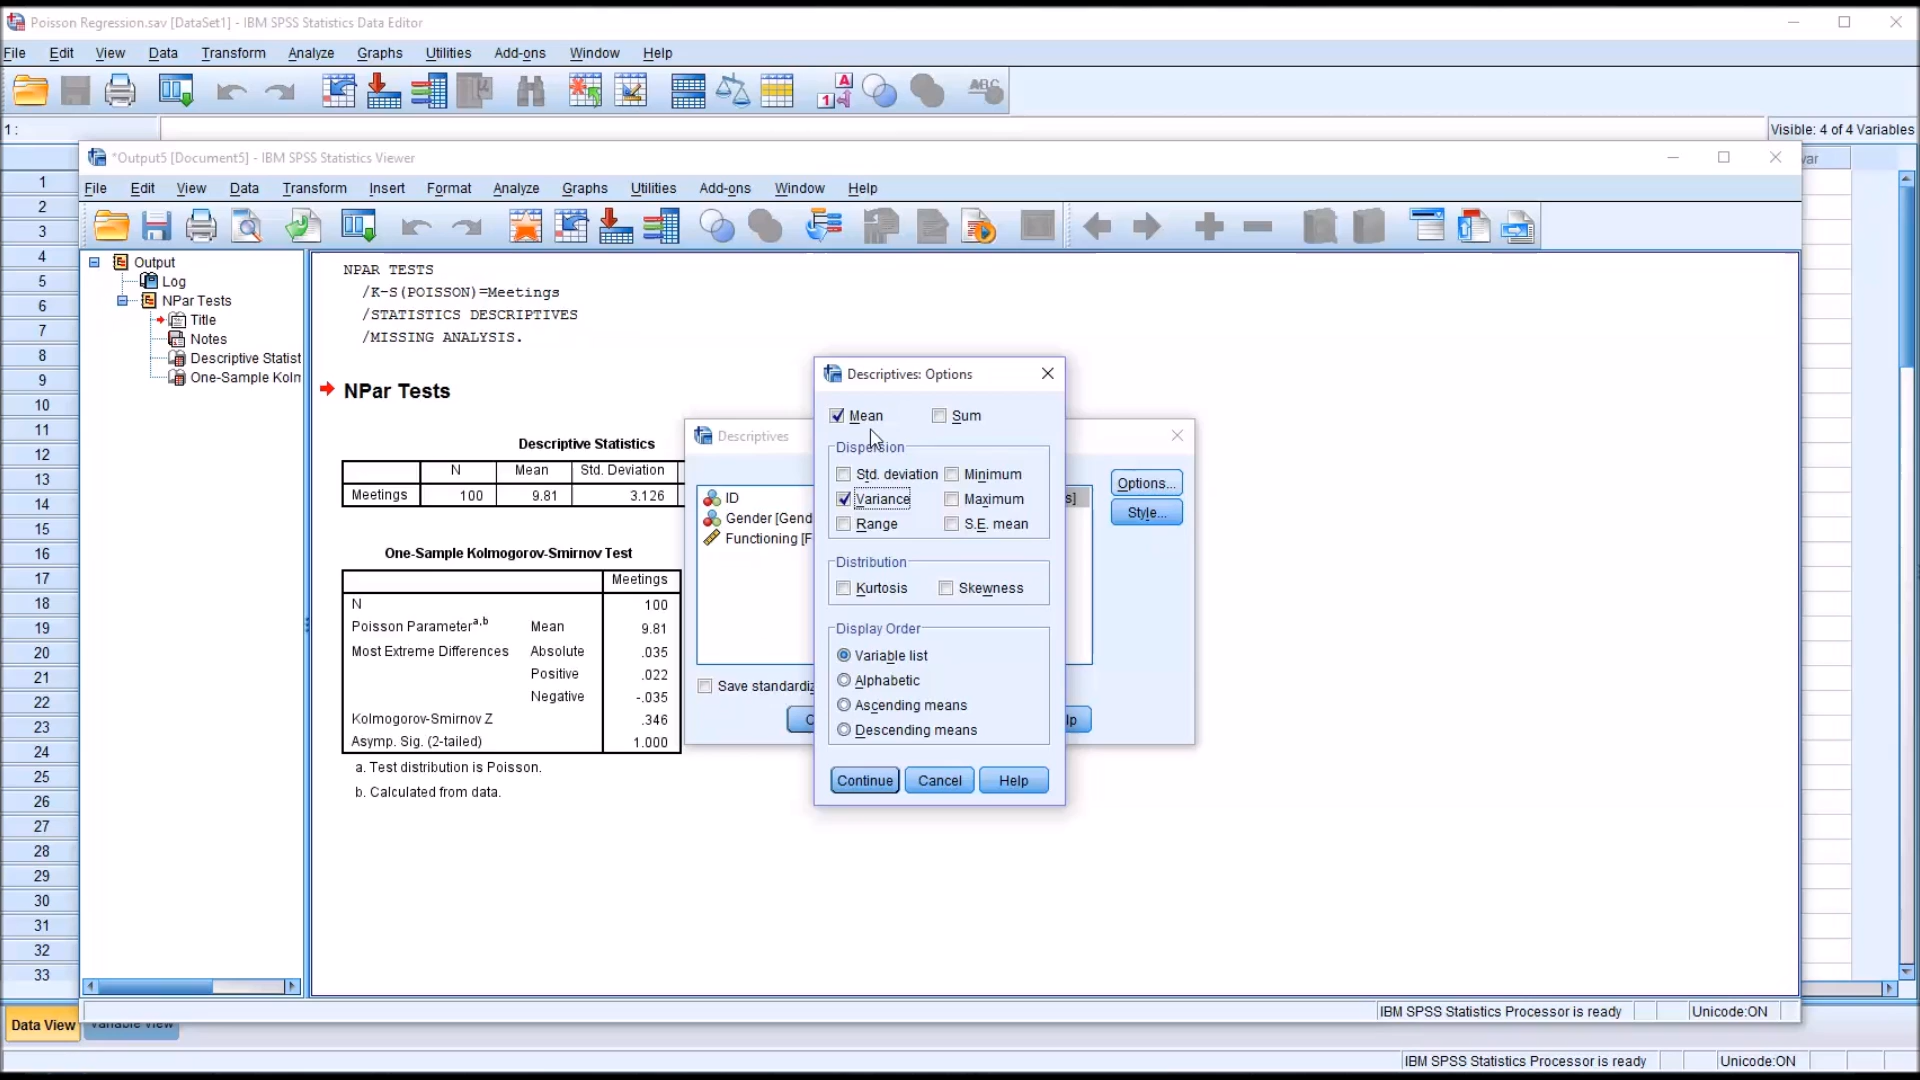 Poisson Regression.sav [DataSet1] - IBM SPSS Statistics Data Editor
File Edit View Data Transform Analyze Graphs Utilities Add-ons Window Help
1 A
ABC
1 :
Visible: 4 of 4 Variables
var
*Output5 [Document5] - IBM SPSS Statistics Viewer
File Edit View Data Transform Insert Format Analyze Graphs Utilities Add-ons Window Help
1
2
3
4
5
6
7
8
9
10
11
12
13
14
15
16
17
18
19
20
21
22
23
24
25
26
27
28
29
30
31
32
33
Output
Log
NPar Tests
Title
Notes
Descriptive Statist
One-Sample Kolm
NPAR TESTS
/K-S(POISSON)=Meetings
/STATISTICS DESCRIPTIVES
/MISSING ANALYSIS.
NPar Tests
Descriptive Statistics
N Mean Std. Deviation
Meetings 100 9.81 3.126
One-Sample Kolmogorov-Smirnov Test
Meetings
N 100
Poisson Parametera,b Mean 9.81
Most Extreme Differences Absolute .035
Positive .022
Negative -.035
Kolmogorov-Smirnov Z .346
Asymp. Sig. (2-tailed) 1.000
a. Test distribution is Poisson.
b. Calculated from data.
Descriptives
ID
Gender [Gend
Functioning [F
s]
Options...
Style...
Save standardiz
lp
Descriptives: Options
Mean Sum
Dispersion
Std. deviation Minimum
Variance Maximum
Range S.E. mean
Distribution
Kurtosis Skewness
Display Order
Variable list
Alphabetic
Ascending means
Descending means
Continue Cancel Help
IBM SPSS Statistics Processor is ready Unicode:ON
Data View Variable View
IBM SPSS Statistics Processor is ready Unicode:ON